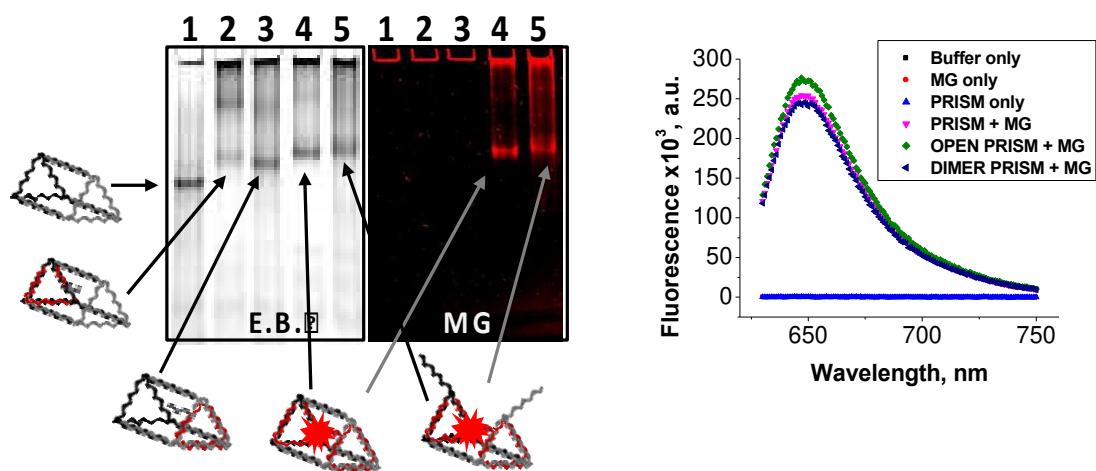 1 2 3 4 5
1 2 3 4 5
E.B.
MG
Fluorescence x10³, a.u.
300
250
200
150
100
50
0
650
700
750
Wavelength, nm
Buffer only
MG only
PRISM only
PRISM + MG
OPEN PRISM + MG
DIMER PRISM + MG